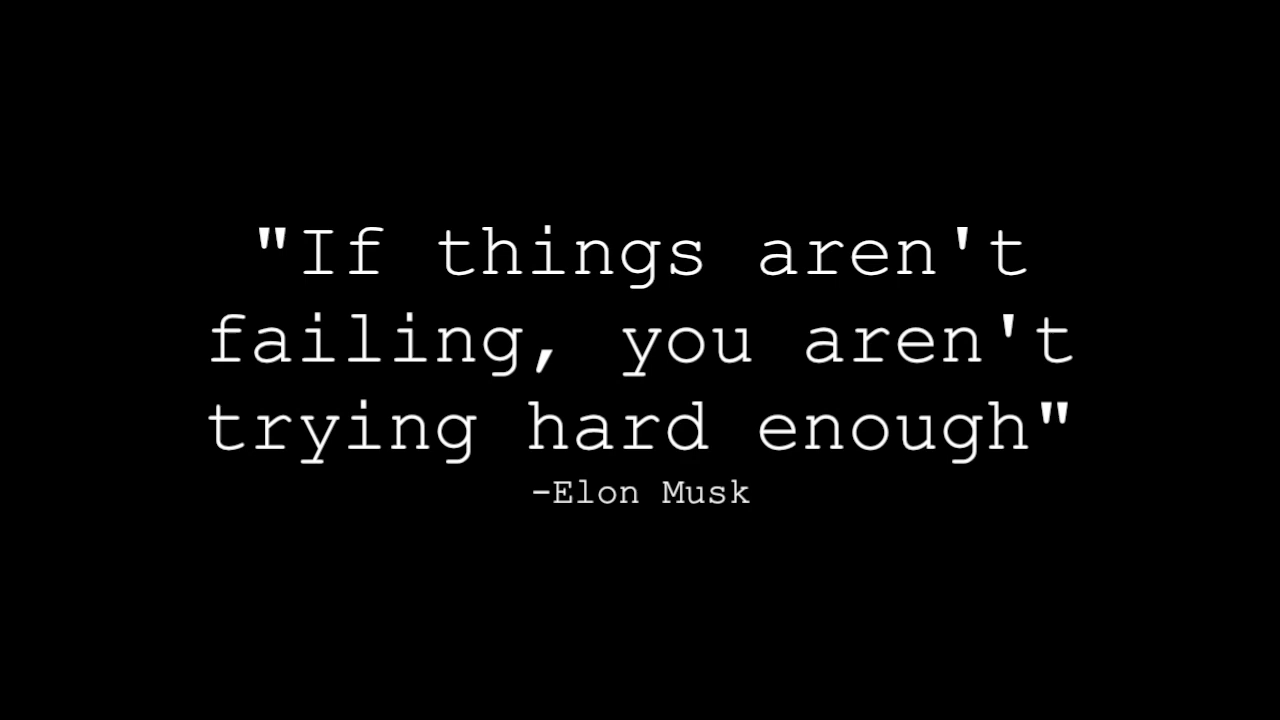 "If things aren't
failing, you aren't
trying hard enough"
-Elon Musk